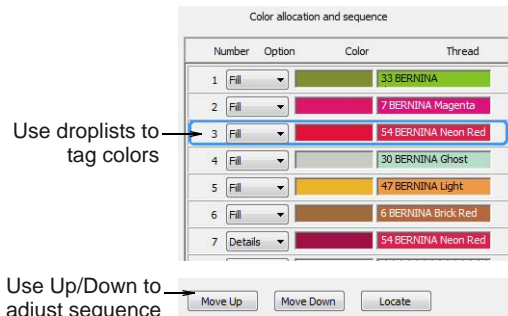 Color allocation and sequence
Number Option Color Thread
1 Fill 33 BERNINA
2 Fill 7 BERNINA Magenta
Use droplists to
tag colors
3 Fill 54 BERNINA Neon Red
4 Fill 30 BERNINA Ghost
5 Fill 47 BERNINA Light
6 Fill 6 BERNINA Brick Red
7 Details 54 BERNINA Neon Red
Use Up/Down to
adjust sequence
Move Up Move Down Locate